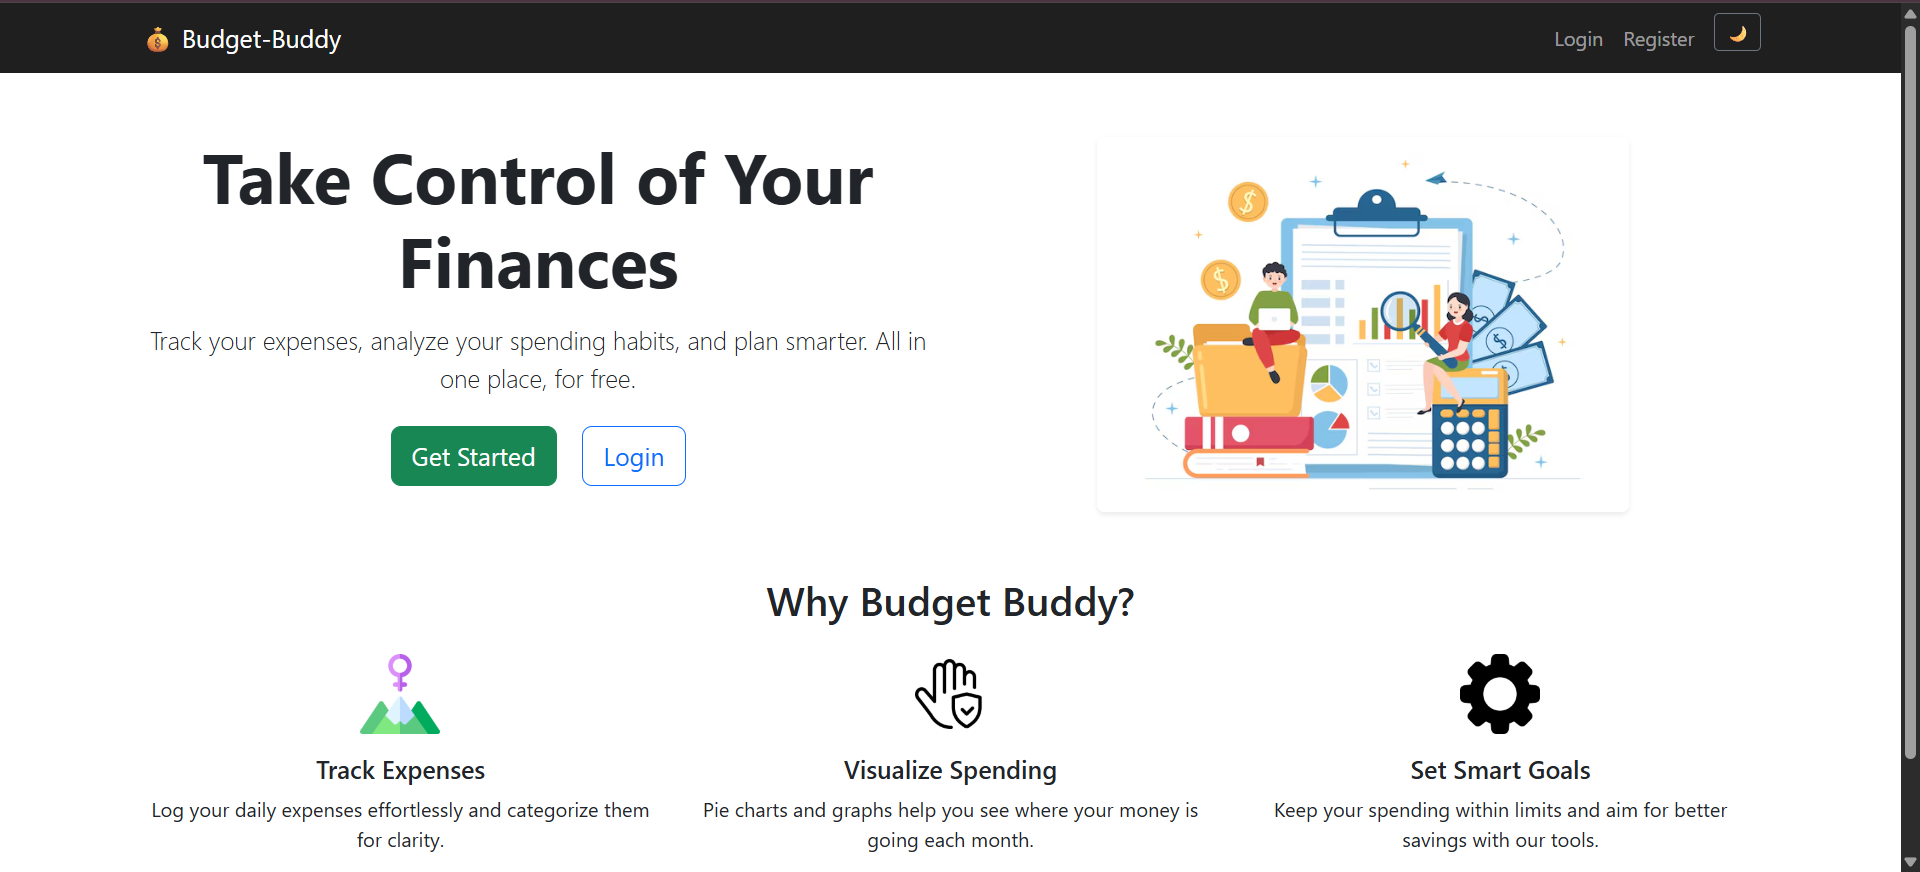 Budget-Buddy
Login Register
Take Control of Your
Finances
Track your expenses, analyze your spending habits, and plan smarter. All in
one place, for free.
Get Started Login
Why Budget Buddy?
Track Expenses
Log your daily expenses effortlessly and categorize them
for clarity.
Visualize Spending
Pie charts and graphs help you see where your money is
going each month.
Set Smart Goals
Keep your spending within limits and aim for better
savings with our tools.